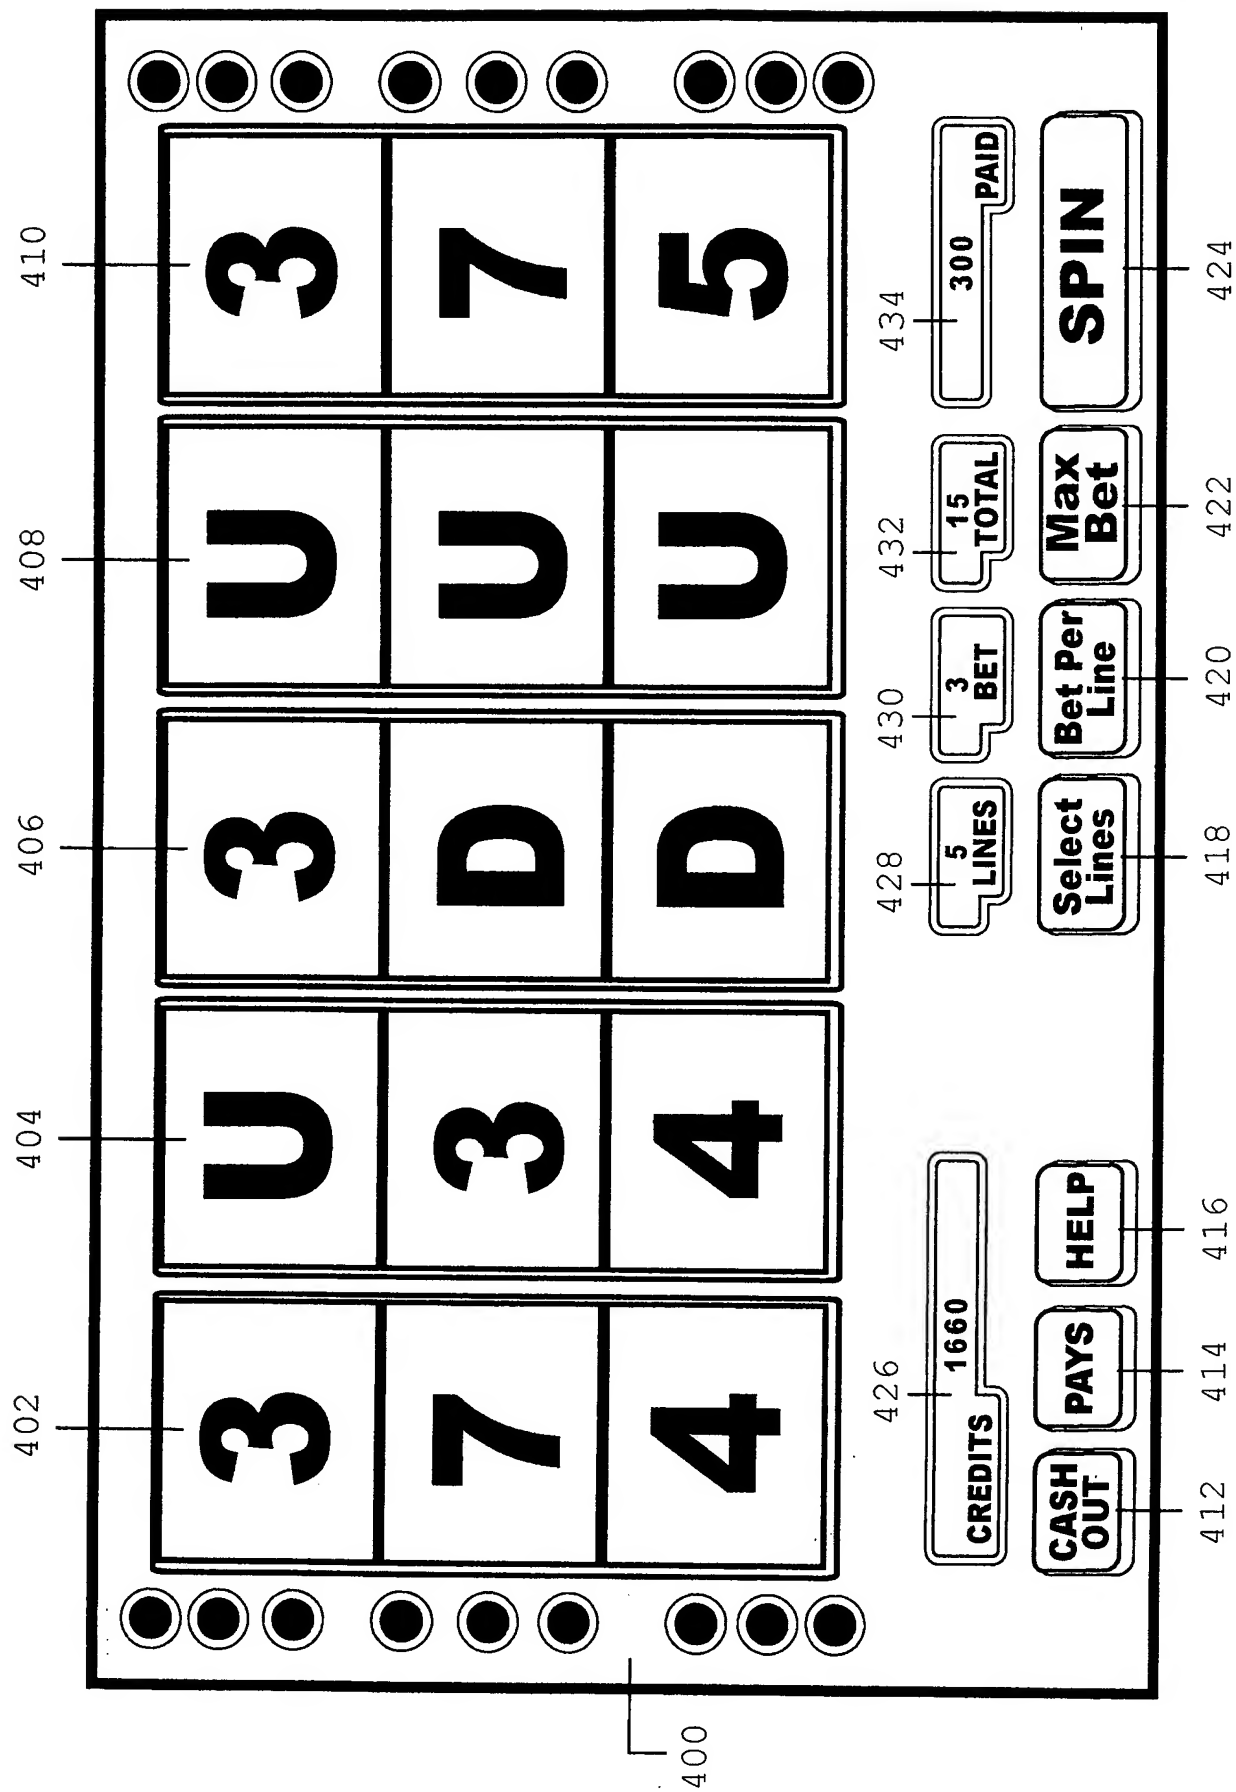 402 404 406 408 410
3 U 3 U 3
7 3 D U 7
4 4 D U 5
426 428 430 432 434
CREDITS 1660
5
LINES
3
BET
15
TOTAL
300 PAID
CASH
OUT
PAYS
HELP
Select
Lines
Bet Per
Line
Max
Bet
SPIN
412 414 416 418 420 422 424
400